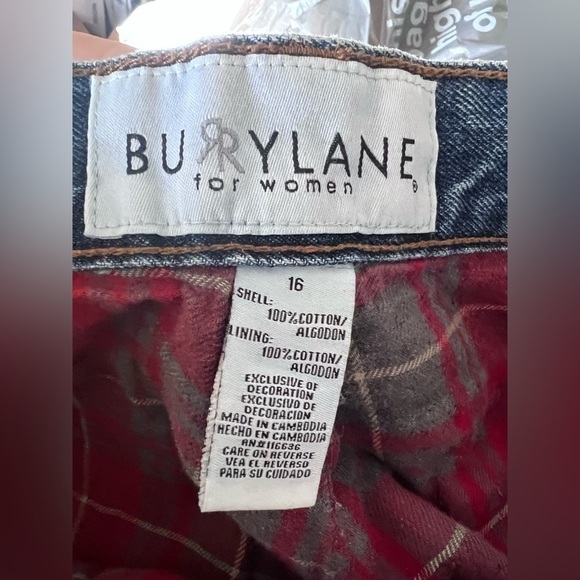 BURRYLANE
for women ®
16
SHELL:
100%COTTON/
ALGODON
LINING:
100%COTTON/
ALGODON
EXCLUSIVE OF
DECORATION
EXCLUSIVO DE
DECORACION
MADE IN CAMBODIA
HECHO EN CAMBODIA
RN#116636
CARE ON REVERSE
VEA EL REVERSO
PARA SU CUIDADO